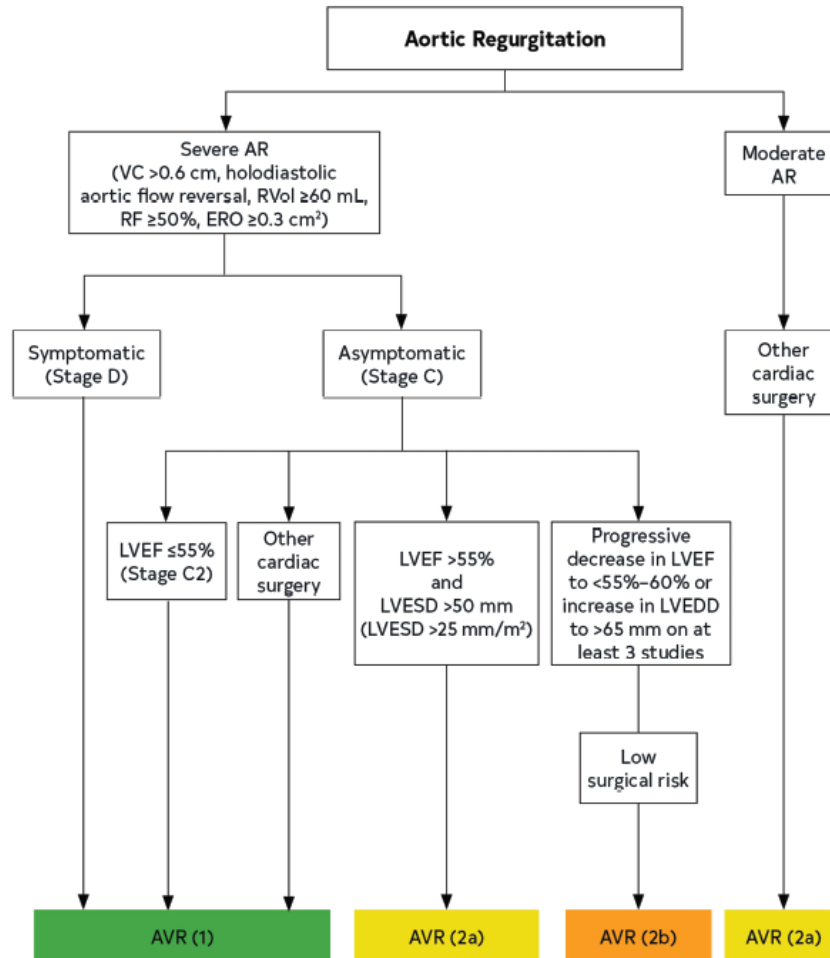 Aortic Regurgitation
Severe AR
(VC >0.6 cm, holodiastolic
aortic flow reversal, RVol ≥60 mL,
RF ≥50%, ERO ≥0.3 cm²)
Moderate
AR
Symptomatic
(Stage D)
Asymptomatic
(Stage C)
Other
cardiac
surgery
LVEF ≤55%
(Stage C2)
Other
cardiac
surgery
LVEF >55%
and
LVESD >50 mm
(LVESD >25 mm/m²)
Progressive
decrease in LVEF
to <55%–60% or
increase in LVEDD
to >65 mm on at
least 3 studies
Low
surgical risk
AVR (1)
AVR (2a)
AVR (2b)
AVR (2a)